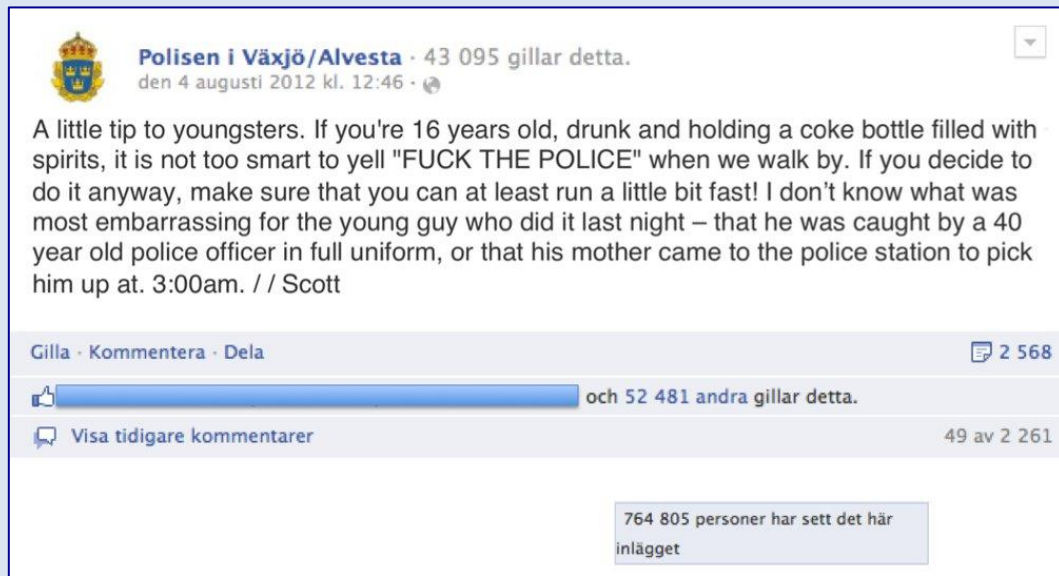 Polisen i Växjö/Alvesta · 43 095 gillar detta.
den 4 augusti 2012 kl. 12:46 ·
A little tip to youngsters. If you're 16 years old, drunk and holding a coke bottle filled with
spirits, it is not too smart to yell "FUCK THE POLICE" when we walk by. If you decide to
do it anyway, make sure that you can at least run a little bit fast! I don't know what was
most embarrassing for the young guy who did it last night – that he was caught by a 40
year old police officer in full uniform, or that his mother came to the police station to pick
him up at. 3:00am. / / Scott
Gilla · Kommentera · Dela 2 568
och 52 481 andra gillar detta.
Visa tidigare kommentarer 49 av 2 261
764 805 personer har sett det här
inlägget